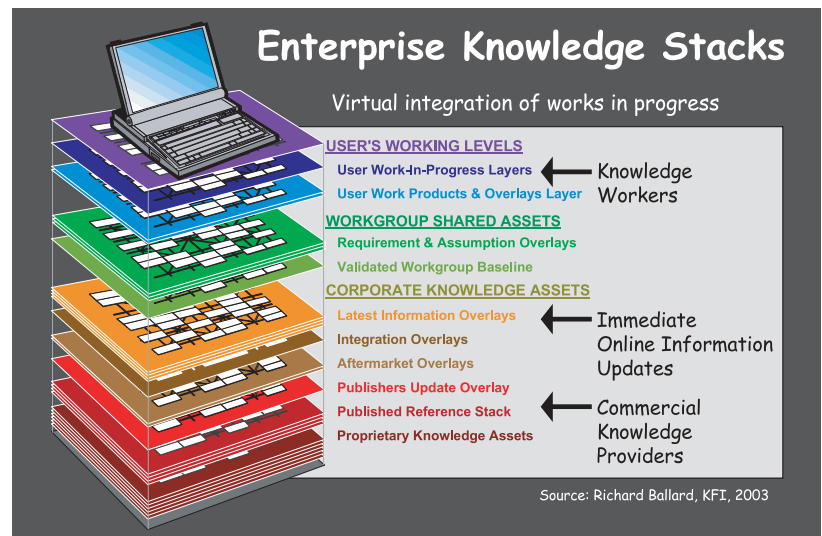 Enterprise Knowledge Stacks
Virtual integration of works in progress
USER'S WORKING LEVELS
User Work-In-Progress Layers
User Work Products & Overlays Layer
Knowledge
Workers
WORKGROUP SHARED ASSETS
Requirement & Assumption Overlays
Validated Workgroup Baseline
CORPORATE KNOWLEDGE ASSETS
Latest Information Overlays
Integration Overlays
Aftermarket Overlays
Immediate
Online Information
Updates
Publishers Update Overlay
Published Reference Stack
Proprietary Knowledge Assets
Commercial
Knowledge
Providers
Source: Richard Ballard, KFI, 2003